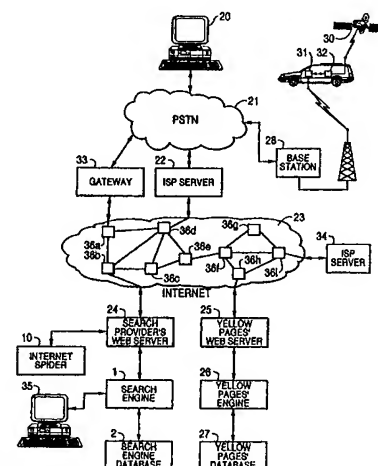 20
30
31
32
21
PSTN
28
BASE
STATION
33
GATEWAY
22
ISP SERVER
23
36a
36b
36c
36d
36e
36f
36g
36h
36i
34
ISP
SERVER
INTERNET
24
SEARCH
PROVIDER'S
WEB SERVER
25
YELLOW
PAGES'
WEB SERVER
10
INTERNET
SPIDER
35
1
SEARCH
ENGINE
26
YELLOW
PAGES'
ENGINE
2
SEARCH
ENGINE
DATABASE
27
YELLOW
PAGES'
DATABASE